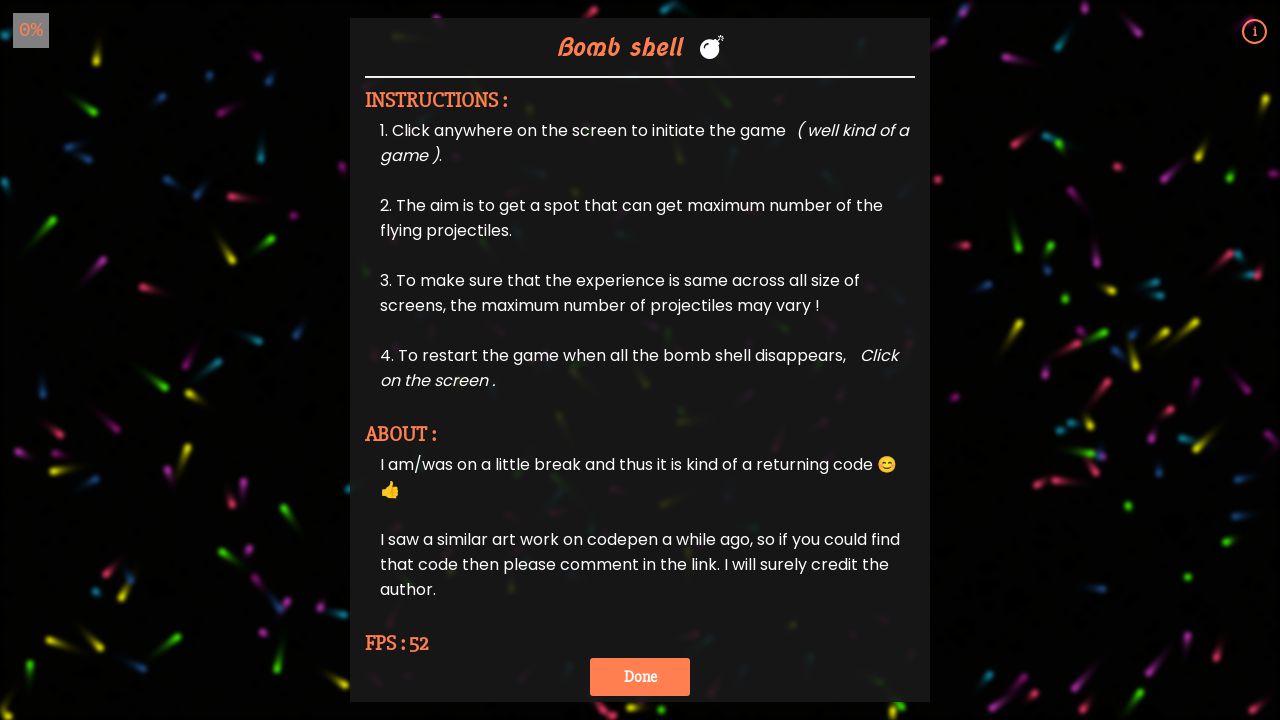 0%
i
Bomb shell 💣
INSTRUCTIONS :
1. Click anywhere on the screen to initiate the game ( well kind of a
game ).
2. The aim is to get a spot that can get maximum number of the
flying projectiles.
3. To make sure that the experience is same across all size of
screens, the maximum number of projectiles may vary !
4. To restart the game when all the bomb shell disappears, Click
on the screen .
ABOUT :
I am/was on a little break and thus it is kind of a returning code 😊
👍
I saw a similar art work on codepen a while ago, so if you could find
that code then please comment in the link. I will surely credit the
author.
FPS : 52
Done